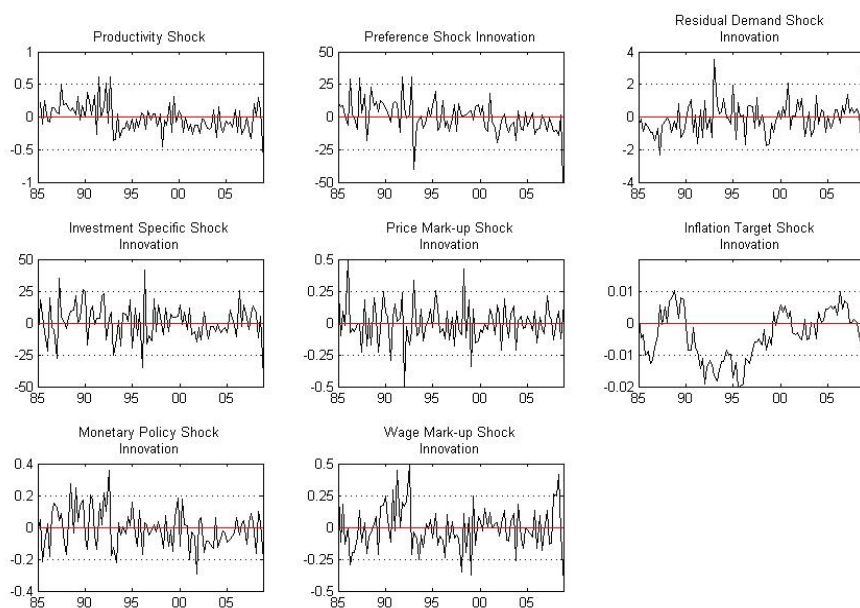 Productivity Shock
1
0.5
0
-0.5
-1
85 90 95 00 05
Preference Shock Innovation
50
25
0
-25
-50
85 90 95 00 05
Residual Demand Shock
Innovation
4
2
0
-2
-4
85 90 95 00 05
Investment Specific Shock
Innovation
50
25
0
-25
-50
85 90 95 00 05
Price Mark-up Shock
Innovation
0.5
0.25
0
-0.25
-0.5
85 90 95 00 05
Inflation Target Shock
Innovation
0.01
0
-0.01
-0.02
85 90 95 00 05
Monetary Policy Shock
Innovation
0.4
0.2
0
-0.2
-0.4
85 90 95 00 05
Wage Mark-up Shock
Innovation
0.5
0.25
0
-0.25
-0.5
85 90 95 00 05